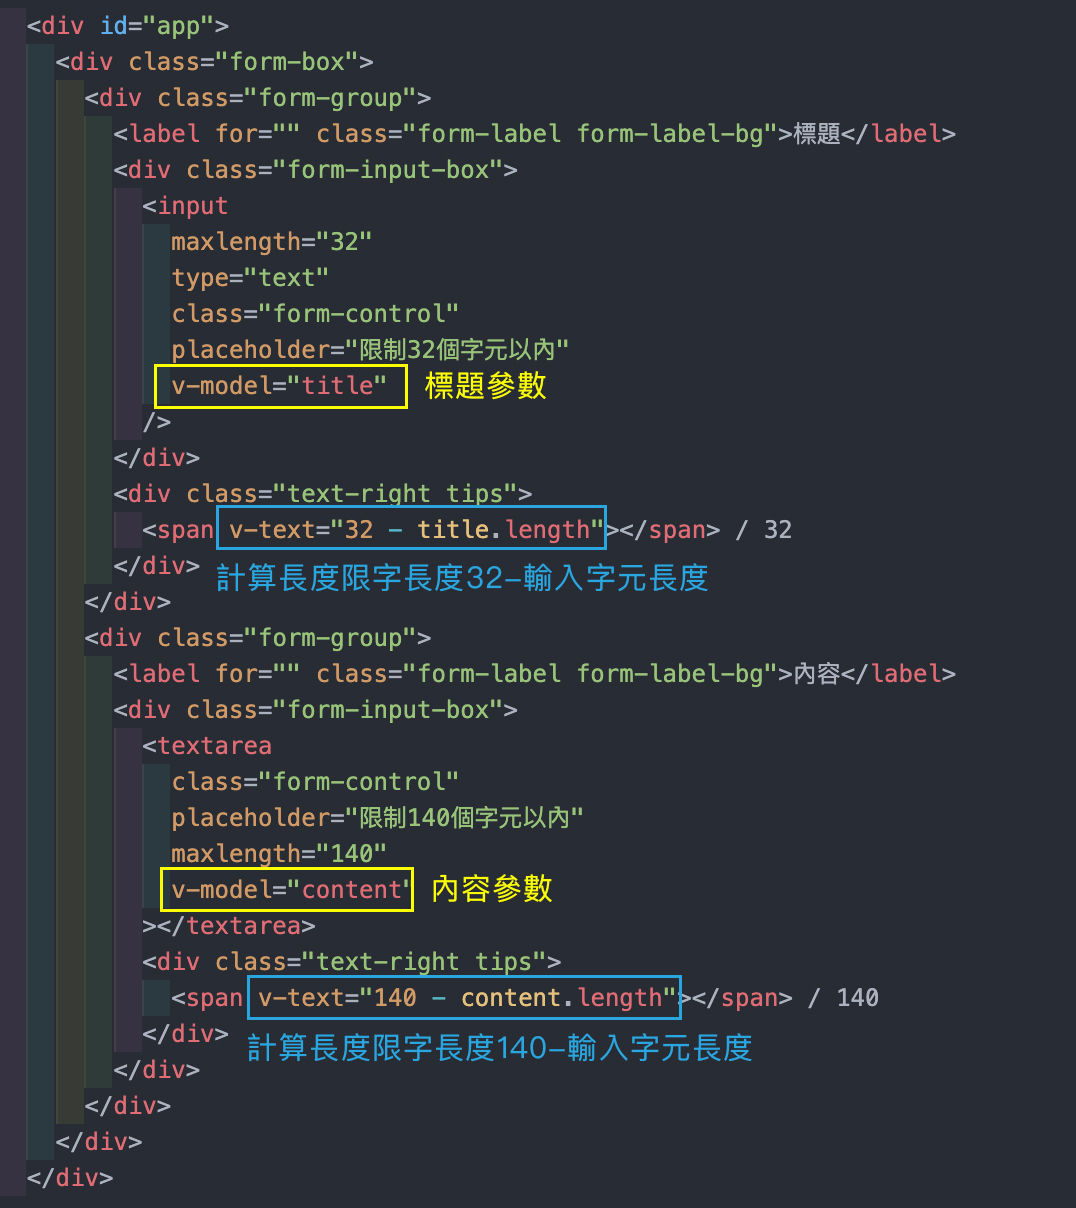 <div id="app">
<div class="form-box">
<div class="form-group">
<label for="" class="form-label form-label-bg">標題</label>
<div class="form-input-box">
<input
maxlength="32"
type="text"
class="form-control"
placeholder="限制32個字元以內"
v-model="title" 標題參數
/>
</div>
<div class="text-right tips">
<span v-text="32 - title.length"></span> / 32
</div>
計算長度限字長度32-輸入字元長度
</div>
<div class="form-group">
<label for="" class="form-label form-label-bg">內容</label>
<div class="form-input-box">
<textarea
class="form-control"
placeholder="限制140個字元以內"
maxlength="140"
v-model="content" 內容參數
></textarea>
<div class="text-right tips">
<span v-text="140 - content.length"></span> / 140
</div>
計算長度限字長度140-輸入字元長度
</div>
</div>
</div>
</div>